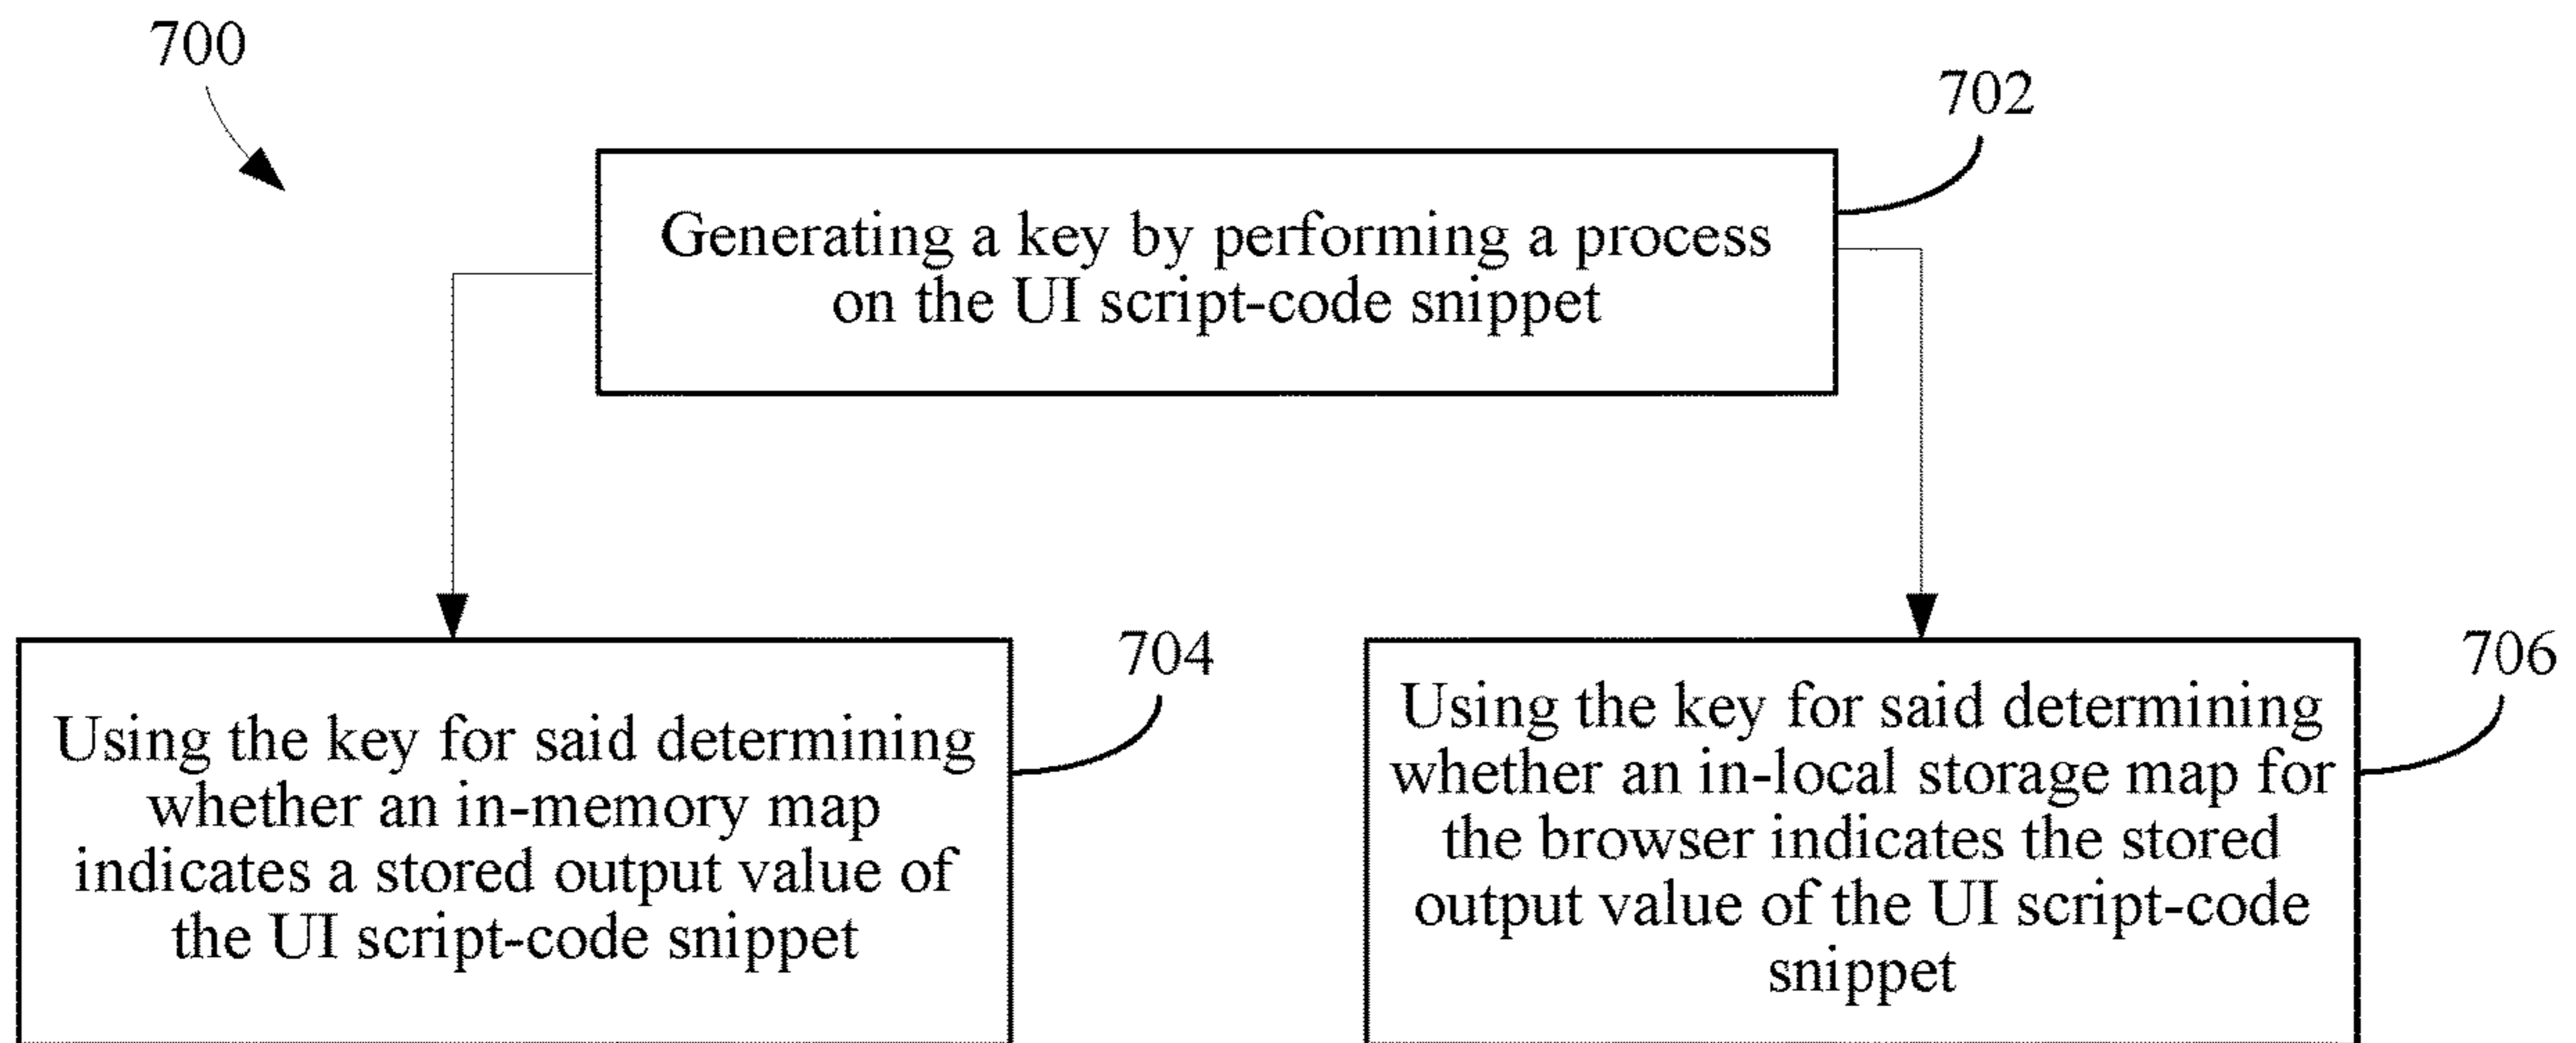 700
702
Generating a key by performing a process
on the UI script-code snippet
704
Using the key for said determining
whether an in-memory map
indicates a stored output value of
the UI script-code snippet
706
Using the key for said determining
whether an in-local storage map for
the browser indicates the stored
output value of the UI script-code
snippet